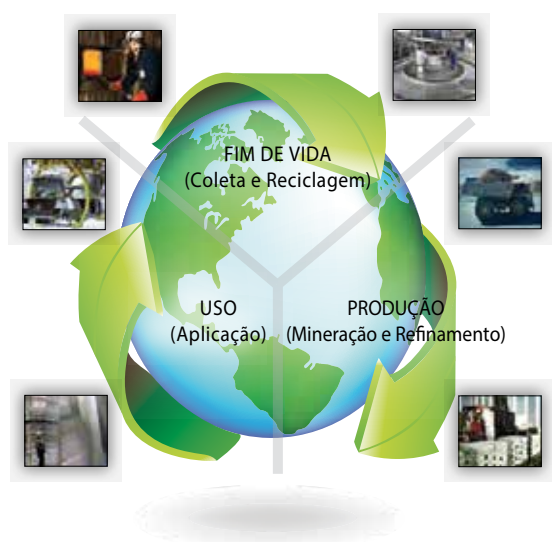 FIM DE VIDA
(Coleta e Reciclagem)
USO
(Aplicação)
PRODUÇÃO
(Mineração e Refinamento)